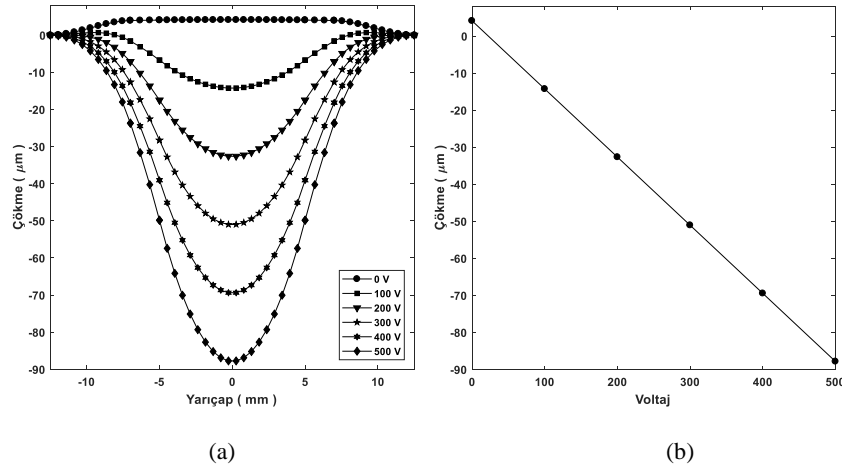 0
-10
-20
-30
-40
-50
-60
-70
-80
-90
Çökme ( μm )
0 V
100 V
200 V
300 V
400 V
500 V
-10 -5 0 5 10
Yarıçap ( mm )
(a)
0
-10
-20
-30
-40
-50
-60
-70
-80
-90
Çökme ( μm )
0 100 200 300 400 500
Voltaj
(b)